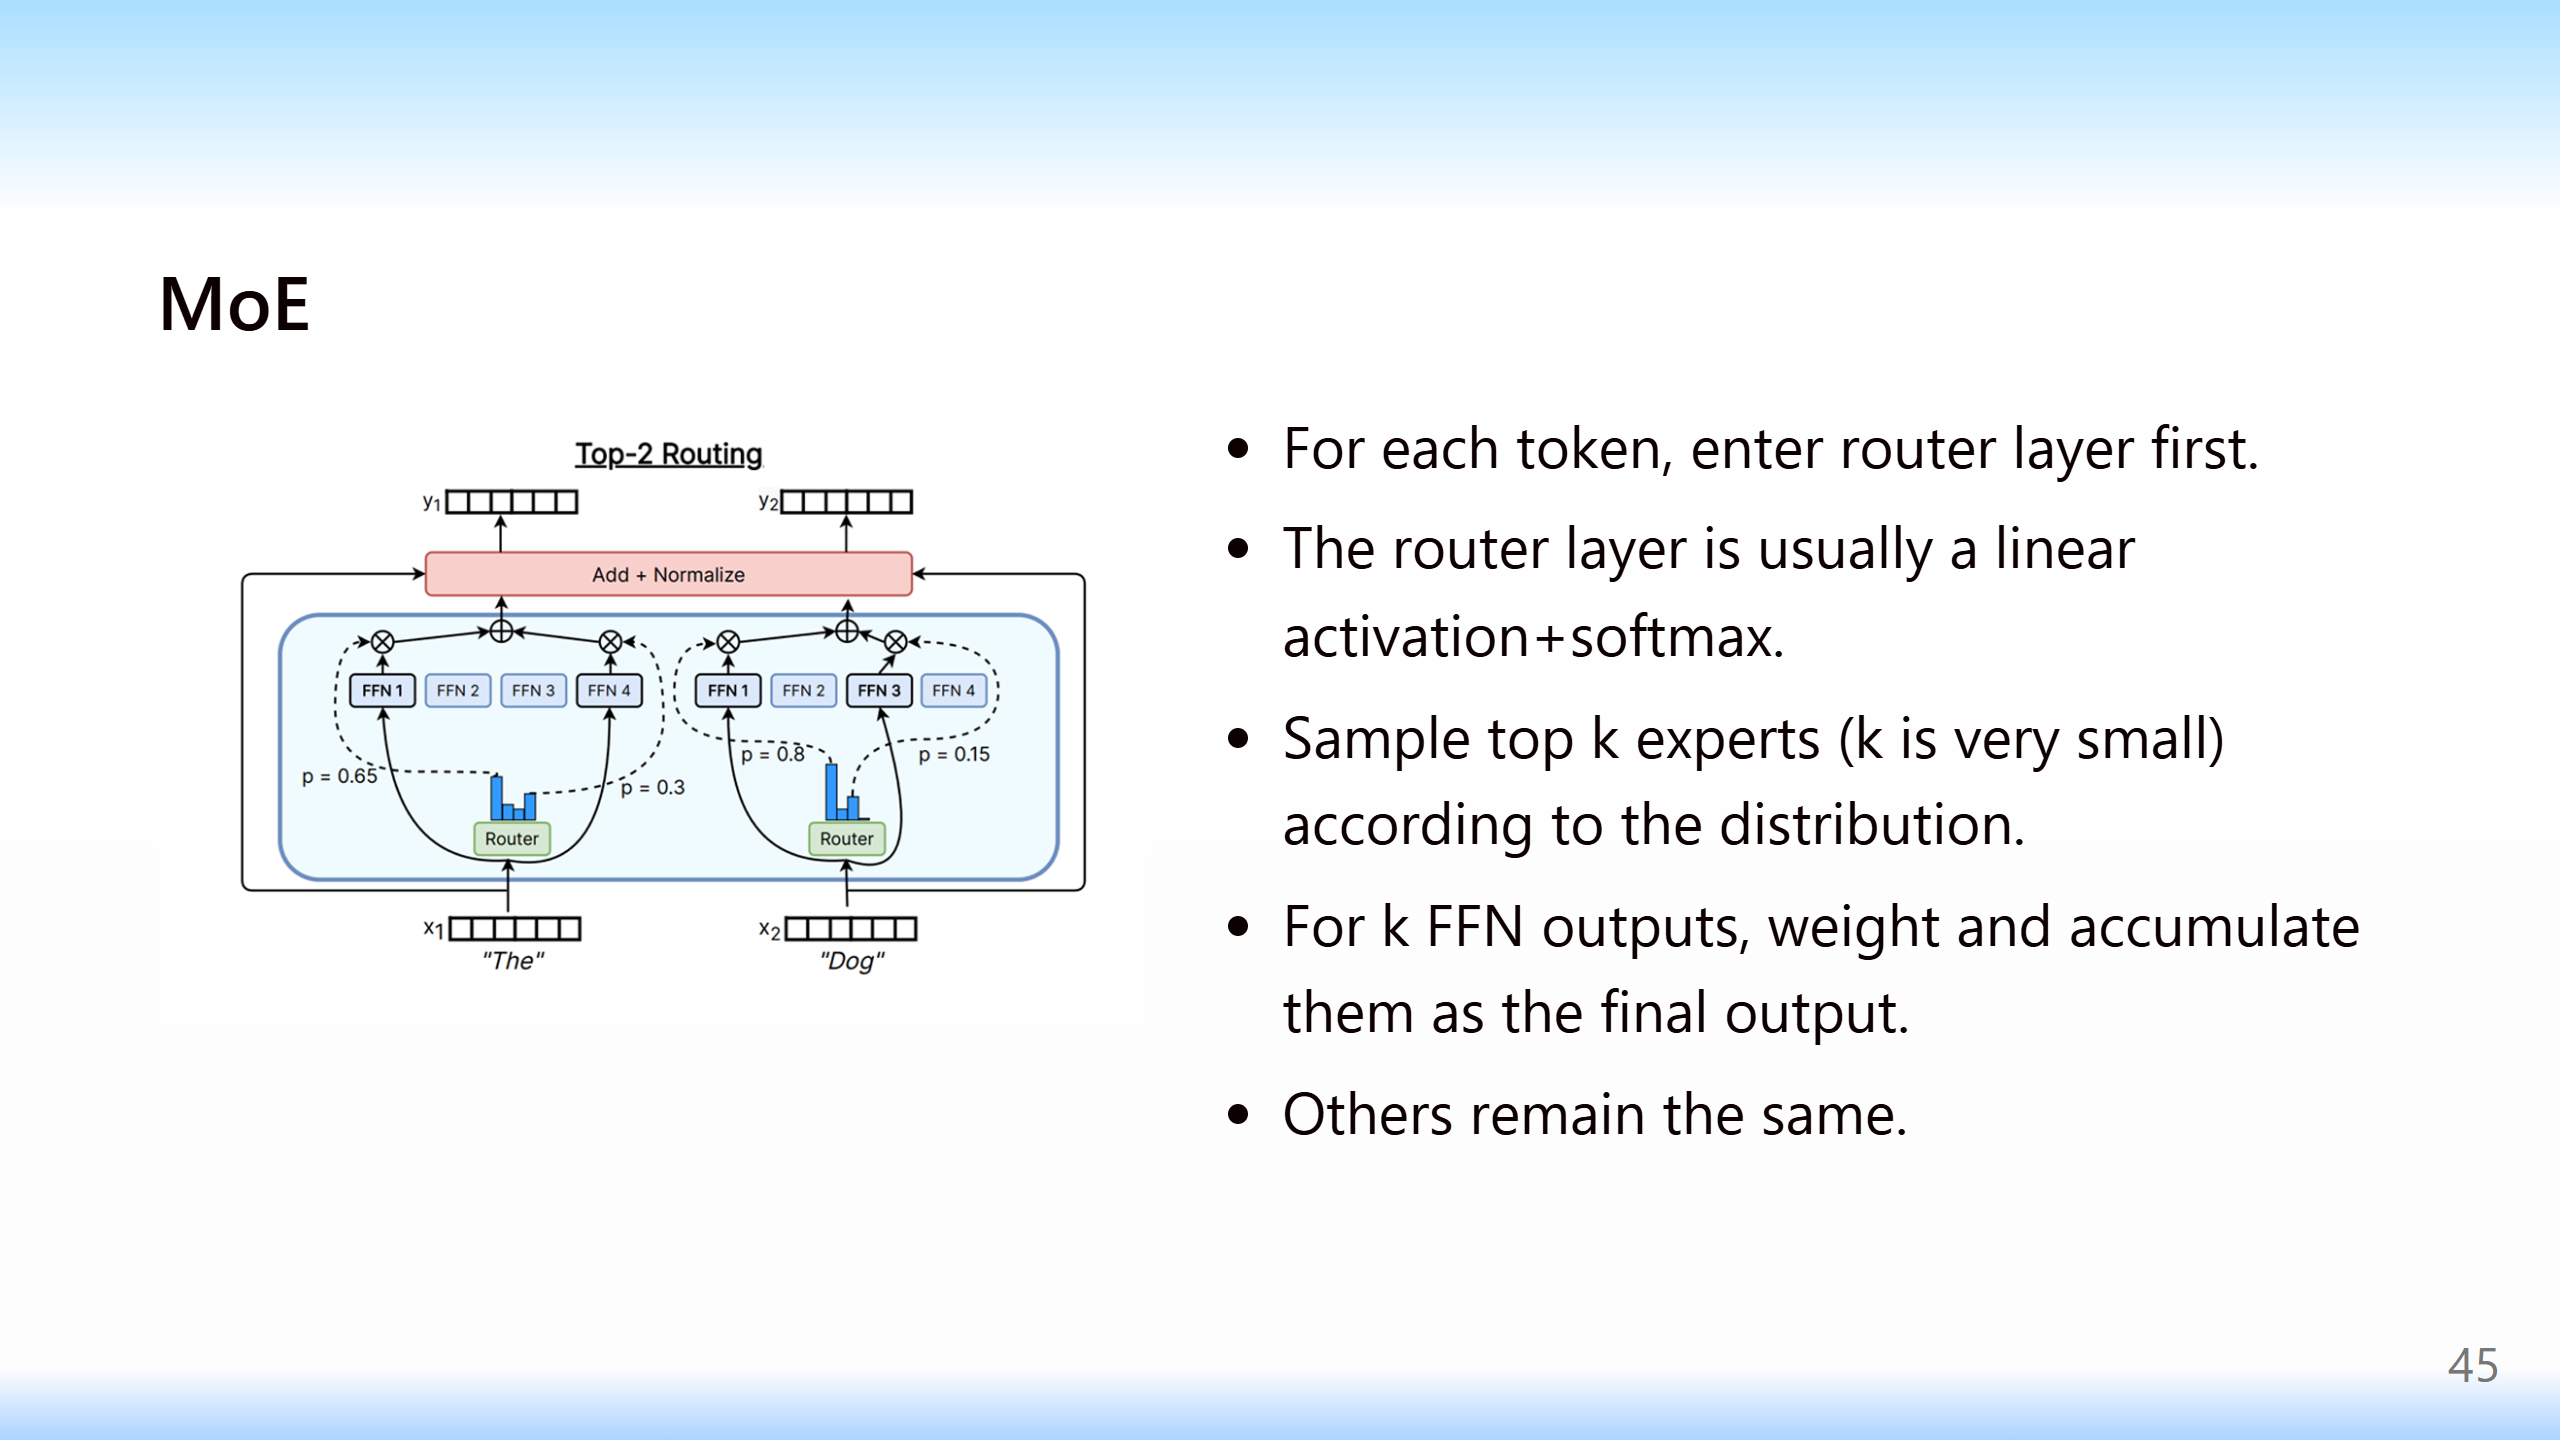 MoE
Top-2 Routing
y1
y2
Add + Normalize
FFN 1
FFN 2
FFN 3
FFN 4
FFN 1
FFN 2
FFN 3
FFN 4
p = 0.65
p = 0.3
p = 0.8
p = 0.15
Router
Router
x1
x2
"The"
"Dog"
• For each token, enter router layer first.
• The router layer is usually a linear
activation+softmax.
• Sample top k experts (k is very small)
according to the distribution.
• For k FFN outputs, weight and accumulate
them as the final output.
• Others remain the same.
45